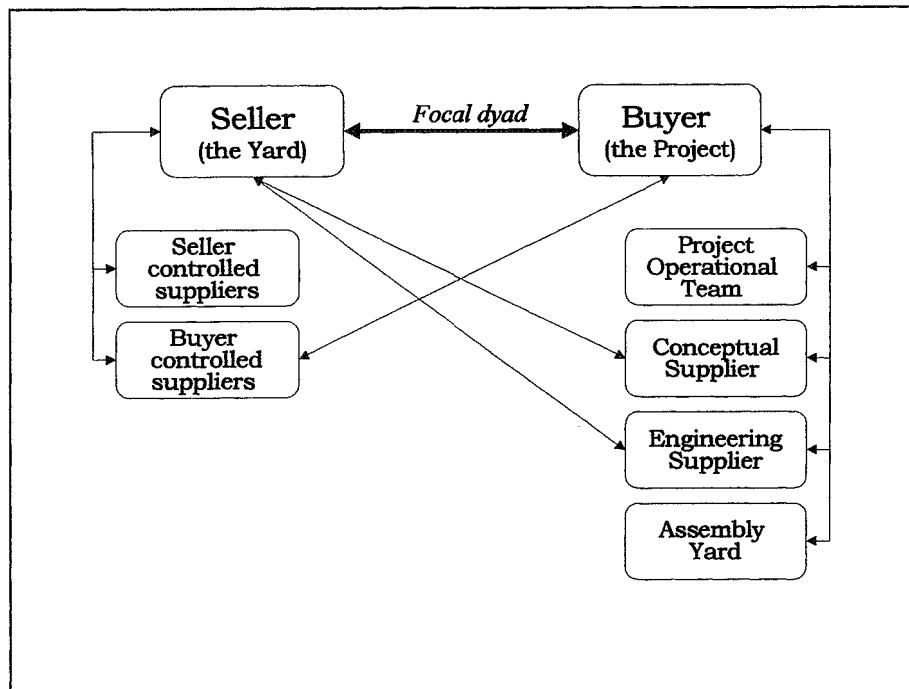 Focal dyad
Seller
(the Yard)
Buyer
(the Project)
Seller
controlled
suppliers
Buyer
controlled
suppliers
Project
Operational
Team
Conceptual
Supplier
Engineering
Supplier
Assembly
Yard